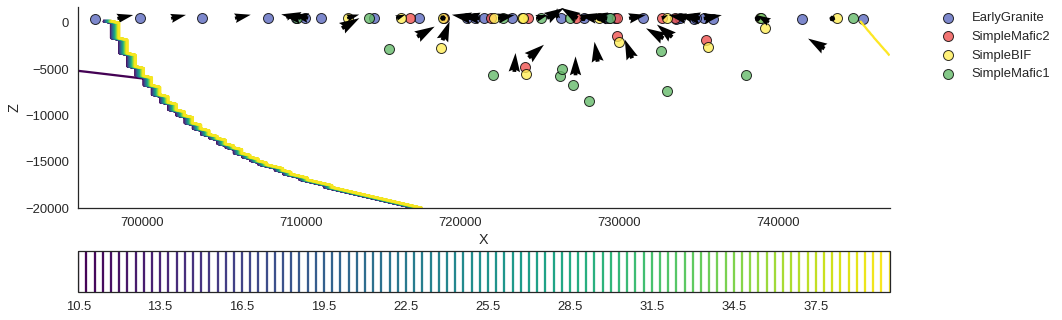 0
−5000
−10000
−15000
−20000
Z
700000 710000 720000 730000 740000
X
EarlyGranite
SimpleMafic2
SimpleBIF
SimpleMafic1
10.5 13.5 16.5 19.5 22.5 25.5 28.5 31.5 34.5 37.5